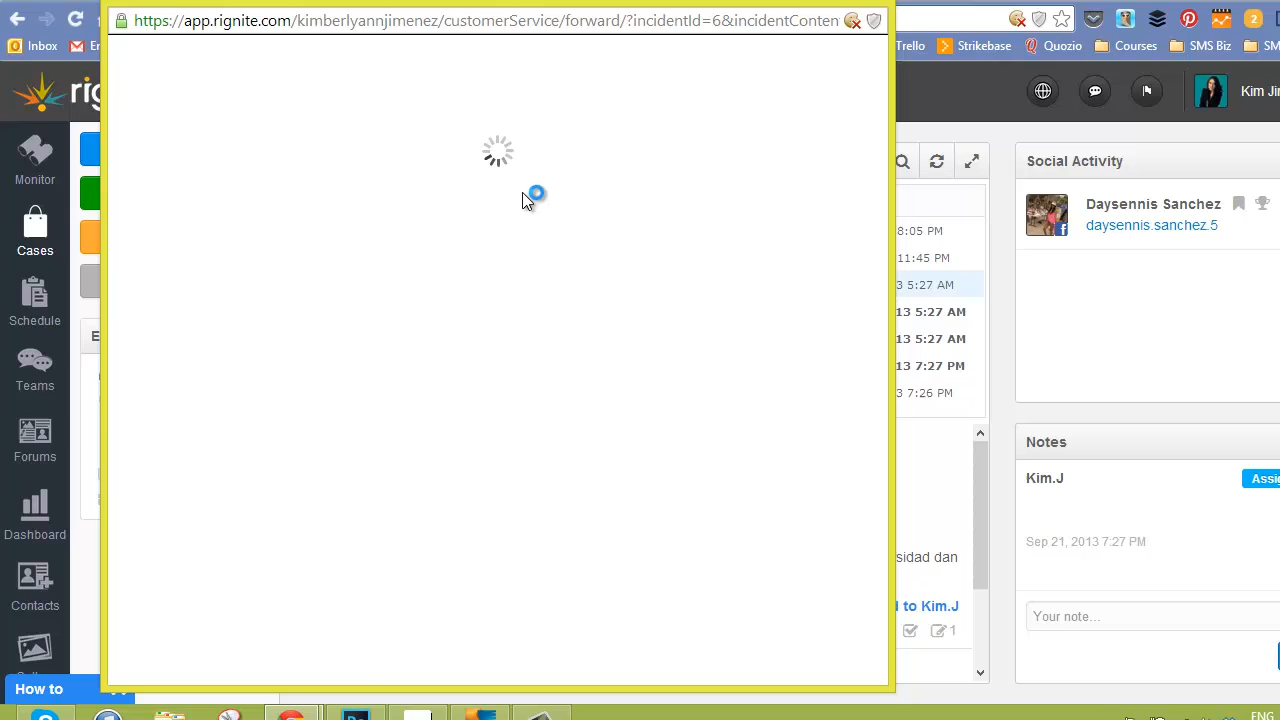 https://app.rignite.com/kimberlyannjimenez/customerService/forward/?incidentId=6&incidentConten
Inbox
Trello
Strikebase
Quozio
Courses
SMS Biz
2
Kim
Monitor
Cases
Schedule
Teams
Forums
Dashboard
Contacts
How to
8:05 PM
11:45 PM
3 5:27 AM
13 5:27 AM
13 5:27 AM
13 7:27 PM
3 7:26 PM
sidad dan
to Kim.J
1
Social Activity
Daysennis Sanchez
daysennis.sanchez.5
Notes
Kim.J
Sep 21, 2013 7:27 PM
Your note...
ENG